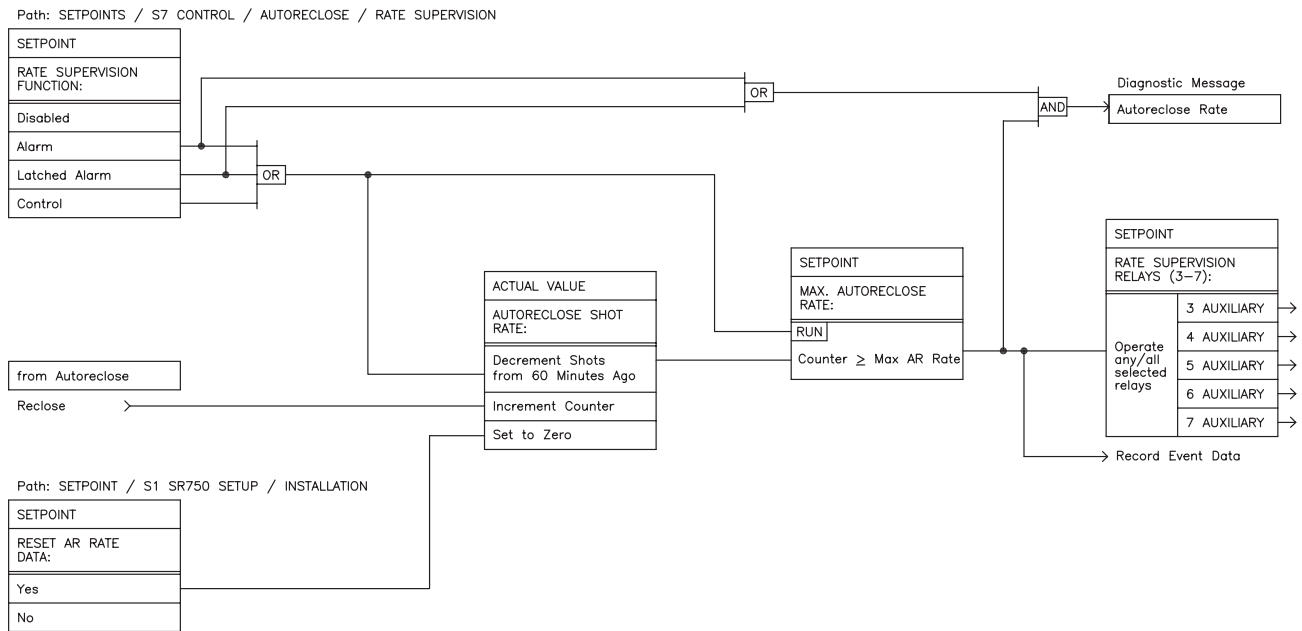 Path: SETPOINTS / S7 CONTROL / AUTORECLOSE / RATE SUPERVISION
SETPOINT
RATE SUPERVISION
FUNCTION:
Disabled
Alarm
Latched Alarm
Control
OR
OR
AND
Diagnostic Message
Autoreclose Rate
from Autoreclose
Reclose
ACTUAL VALUE
AUTORECLOSE SHOT
RATE:
Decrement Shots
from 60 Minutes Ago
Increment Counter
Set to Zero
SETPOINT
MAX. AUTORECLOSE
RATE:
RUN
Counter ≥ Max AR Rate
SETPOINT
RATE SUPERVISION
RELAYS (3-7):
Operate
any/all
selected
relays
3 AUXILIARY
4 AUXILIARY
5 AUXILIARY
6 AUXILIARY
7 AUXILIARY
Record Event Data
Path: SETPOINT / S1 SR750 SETUP / INSTALLATION
SETPOINT
RESET AR RATE
DATA:
Yes
No